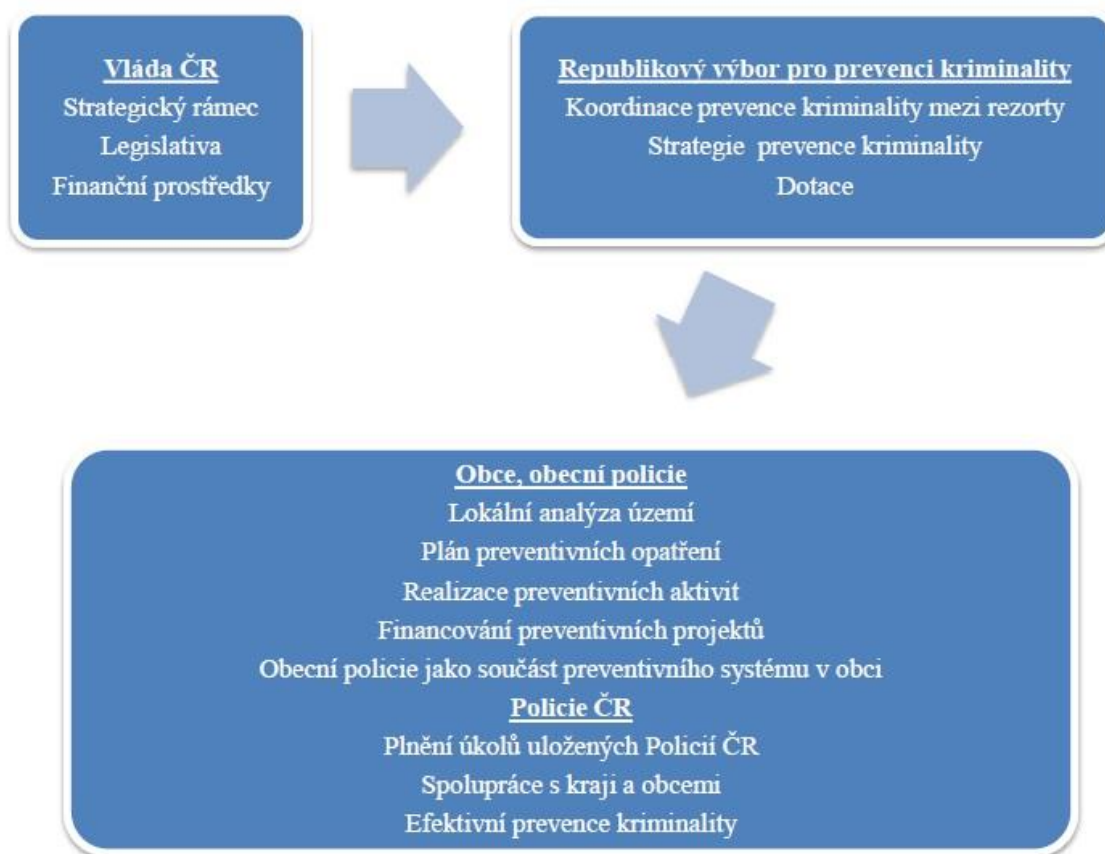 Vláda ČR
Strategický rámec
Legislativa
Finanční prostředky
Republikový výbor pro prevenci kriminality
Koordinace prevence kriminality mezi rezorty
Strategie prevence kriminality
Dotace
Obce, obecní policie
Lokální analýza území
Plán preventivních opatření
Realizace preventivních aktivit
Financování preventivních projektů
Obecní policie jako součást preventivního systému v obci
Policie ČR
Plnění úkolů uložených Policií ČR
Spolupráce s kraji a obcemi
Efektivní prevence kriminality